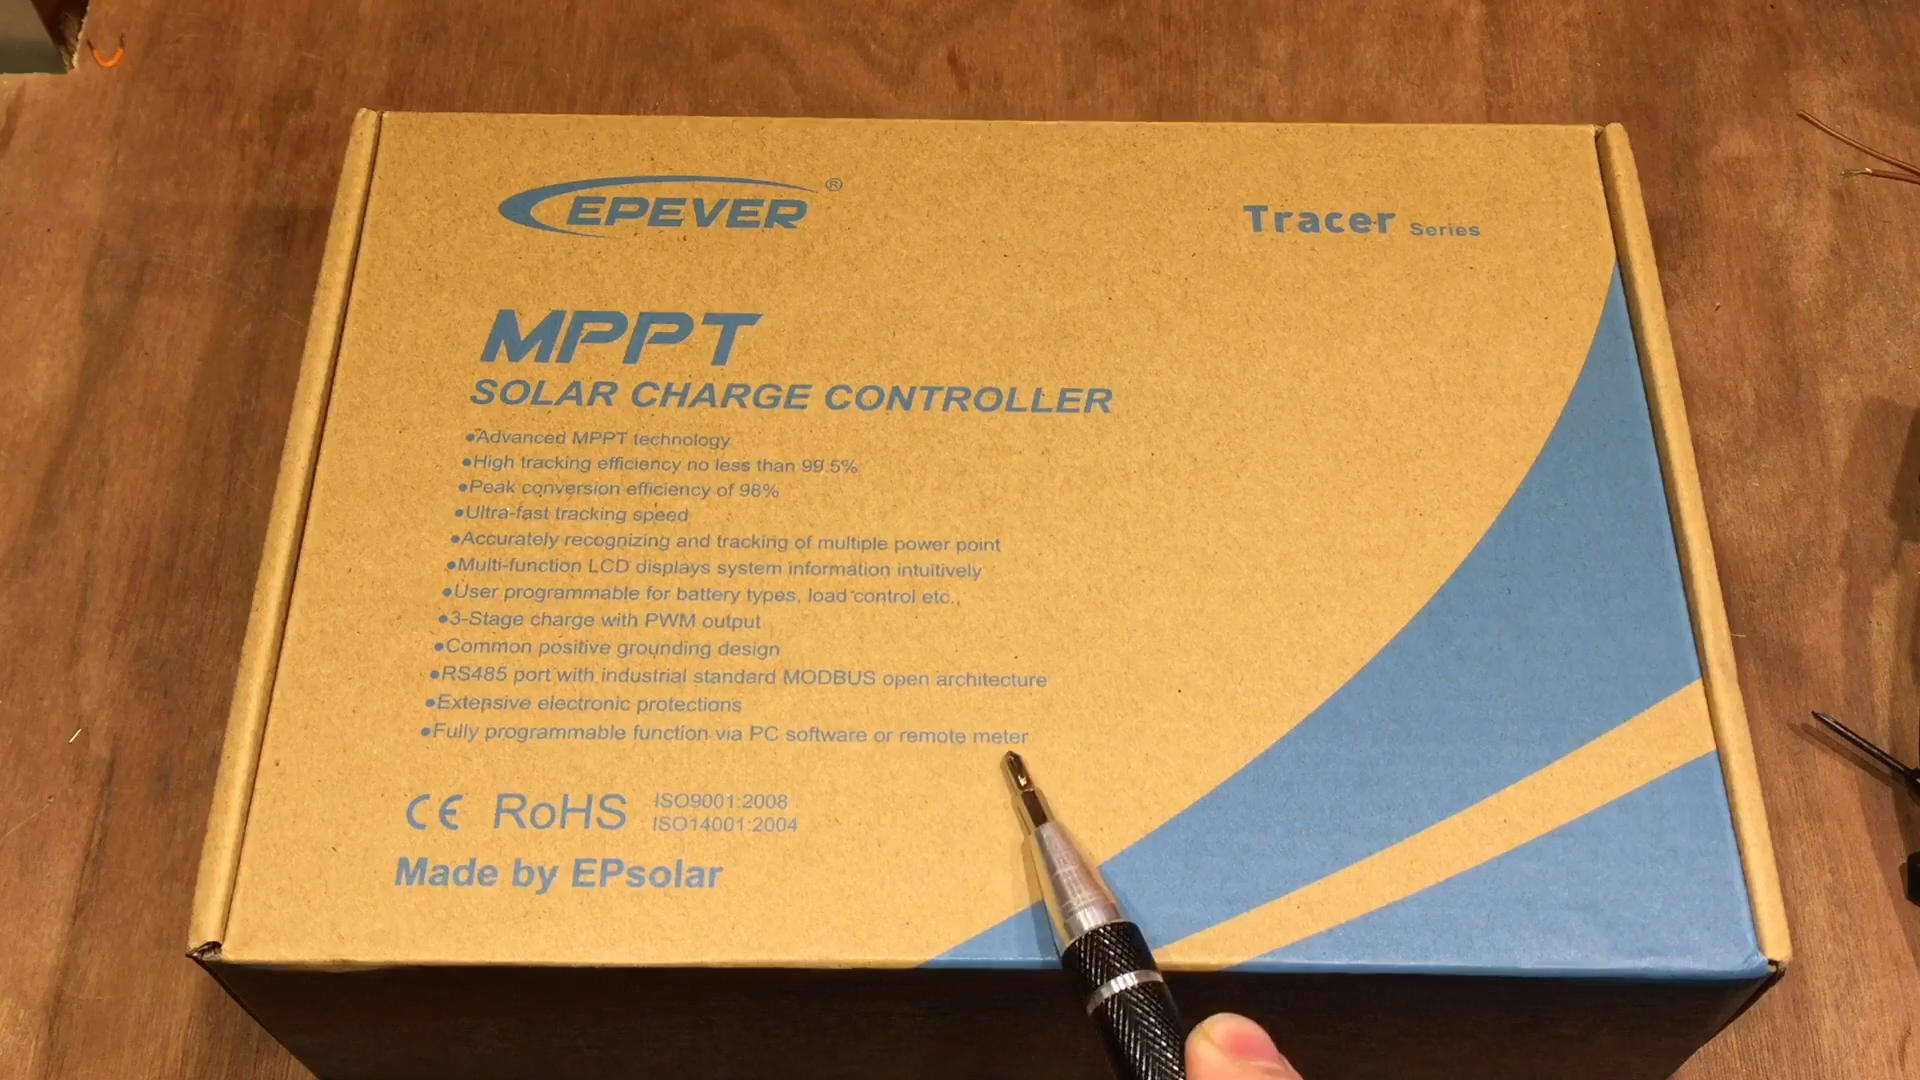 EPEVER ®
Tracer Series
MPPT
SOLAR CHARGE CONTROLLER
●Advanced MPPT technology
●High tracking efficiency no less than 99.5%
●Peak conversion efficiency of 98%
●Ultra-fast tracking speed
●Accurately recognizing and tracking of multiple power point
●Multi-function LCD displays system information intuitively
●User programmable for battery types, load control etc.,
●3-Stage charge with PWM output
●Common positive grounding design
●RS485 port with industrial standard MODBUS open architecture
●Extensive electronic protections
●Fully programmable function via PC software or remote meter
CE RoHS ISO9001:2008
ISO14001:2004
Made by EPsolar